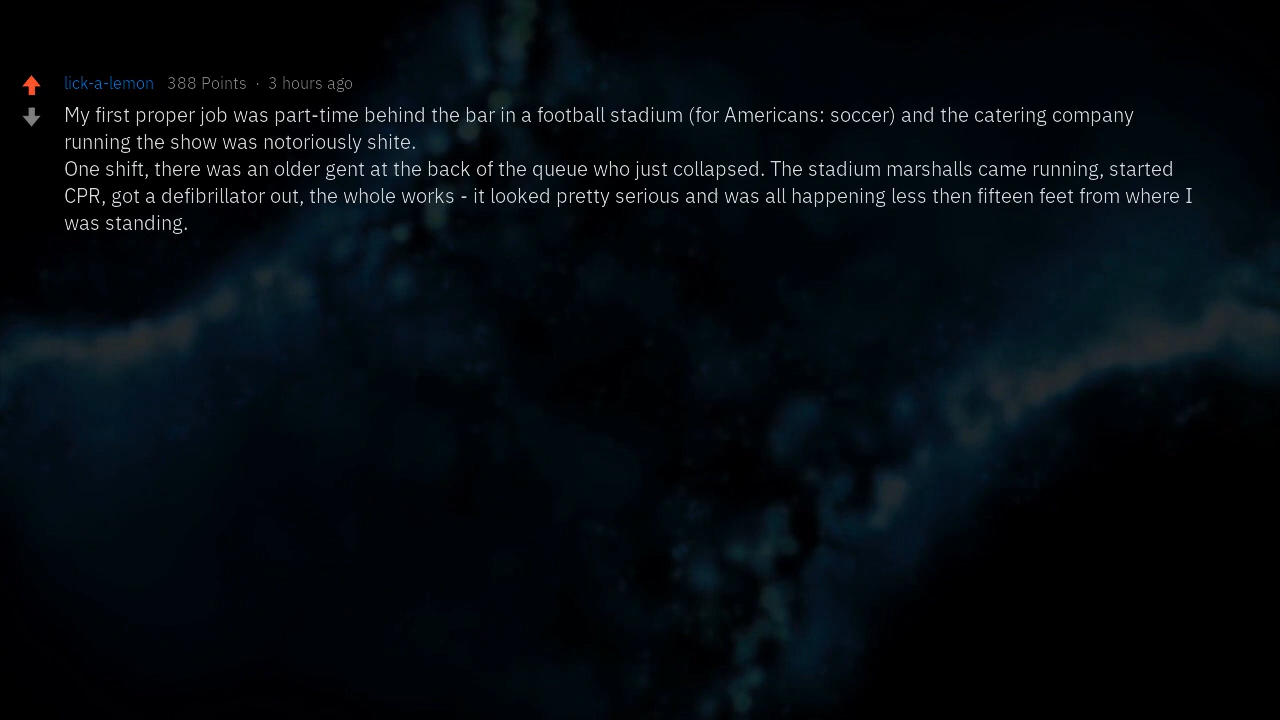 lick-a-lemon 388 Points · 3 hours ago
My first proper job was part-time behind the bar in a football stadium (for Americans: soccer) and the catering company
running the show was notoriously shite.
One shift, there was an older gent at the back of the queue who just collapsed. The stadium marshalls came running, started
CPR, got a defibrillator out, the whole works - it looked pretty serious and was all happening less then fifteen feet from where I
was standing.